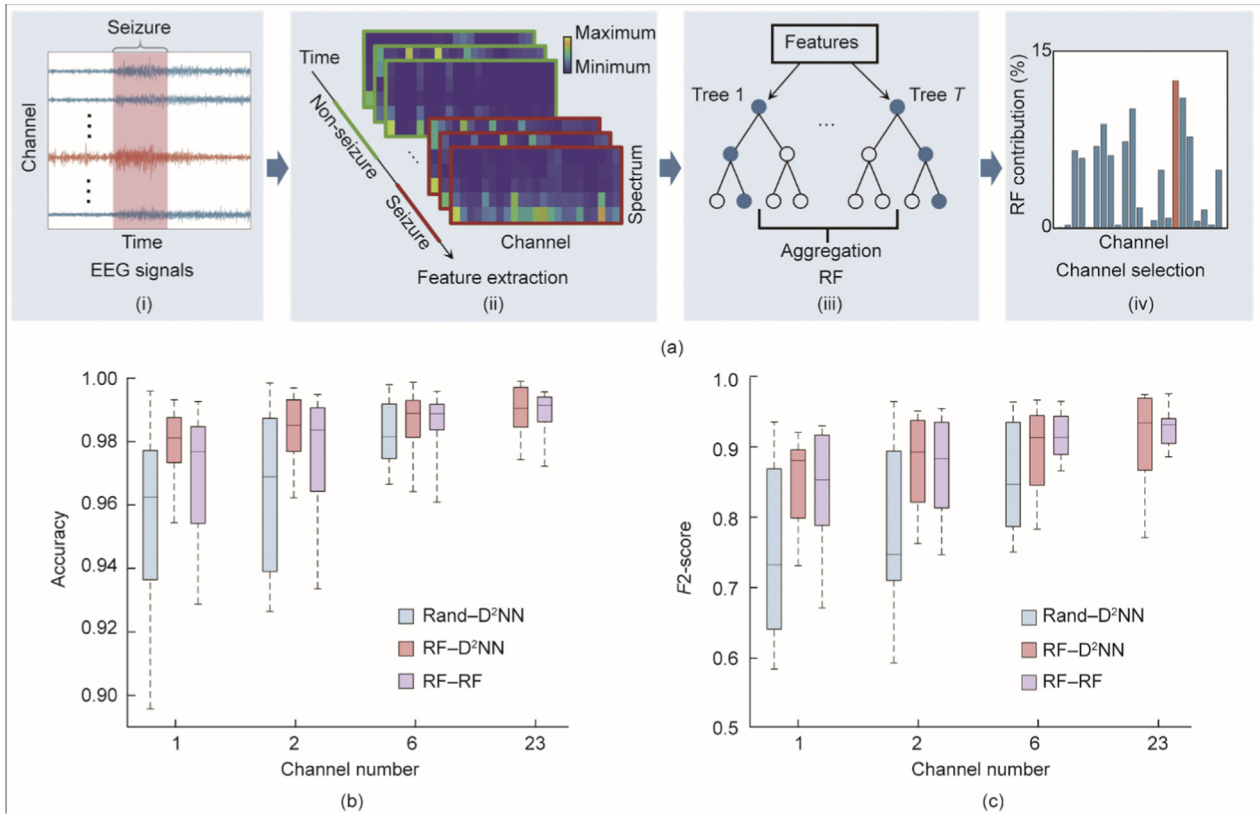 Seizure
Channel
Time
EEG signals
(i)
Time
Non-seizure
...
Seizure
Maximum
Minimum
Spectrum
Channel
Feature extraction
(ii)
Features
Tree 1
Tree T
...
Aggregation
RF
(iii)
15
RF contribution (%)
0
Channel
Channel selection
(iv)
(a)
1.00
0.98
0.96
0.94
0.92
0.90
Accuracy
Rand–D²NN
RF–D²NN
RF–RF
1 2 6 23
Channel number
(b)
1.0
0.9
0.8
0.7
0.6
0.5
F2-score
Rand–D²NN
RF–D²NN
RF–RF
1 2 6 23
Channel number
(c)